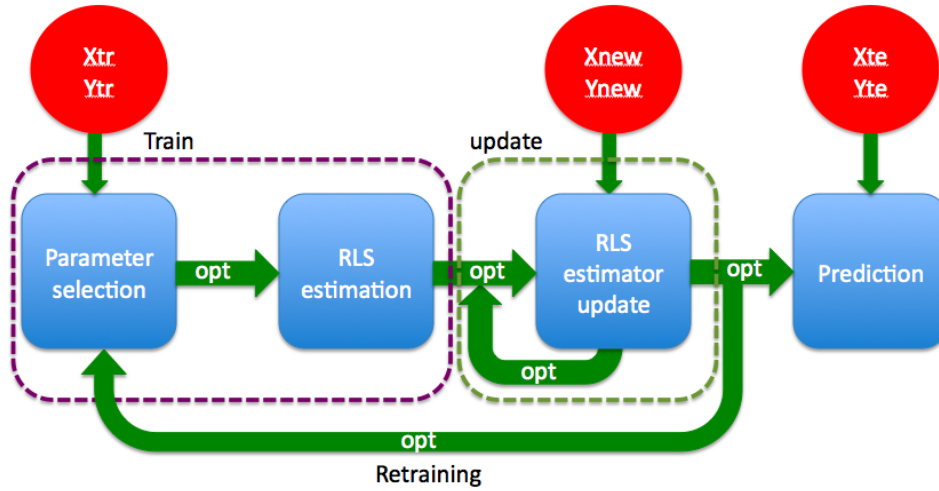 Xtr
Ytr
Xnew
Ynew
Xte
Yte
Train
update
Parameter
selection
opt
RLS
estimation
opt
RLS
estimator
update
opt
Prediction
opt
opt
Retraining